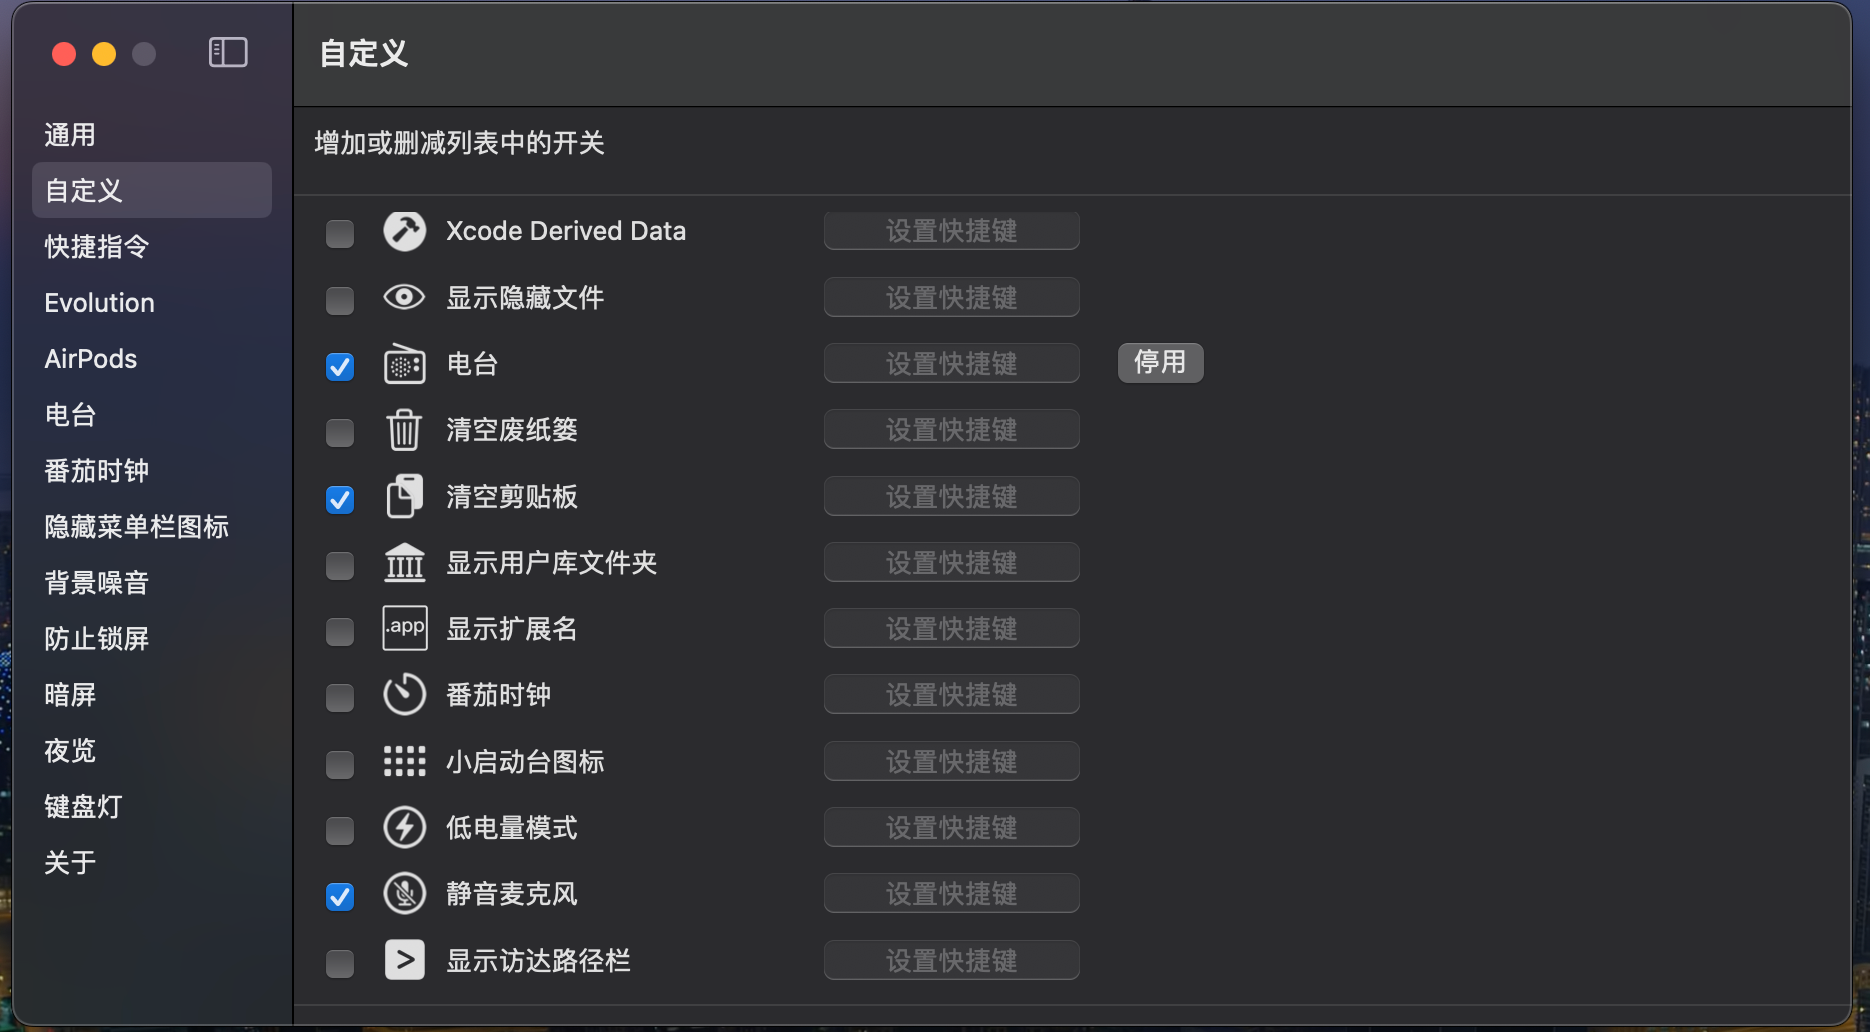 自定义
通用
自定义
快捷指令
Evolution
AirPods
电台
番茄时钟
隐藏菜单栏图标
背景噪音
防止锁屏
暗屏
夜览
键盘灯
关于
增加或删减列表中的开关
Xcode Derived Data 设置快捷键
显示隐藏文件 设置快捷键
电台 设置快捷键 停用
清空废纸篓 设置快捷键
清空剪贴板 设置快捷键
显示用户库文件夹 设置快捷键
.app 显示扩展名 设置快捷键
番茄时钟 设置快捷键
小启动台图标 设置快捷键
低电量模式 设置快捷键
静音麦克风 设置快捷键
显示访达路径栏 设置快捷键